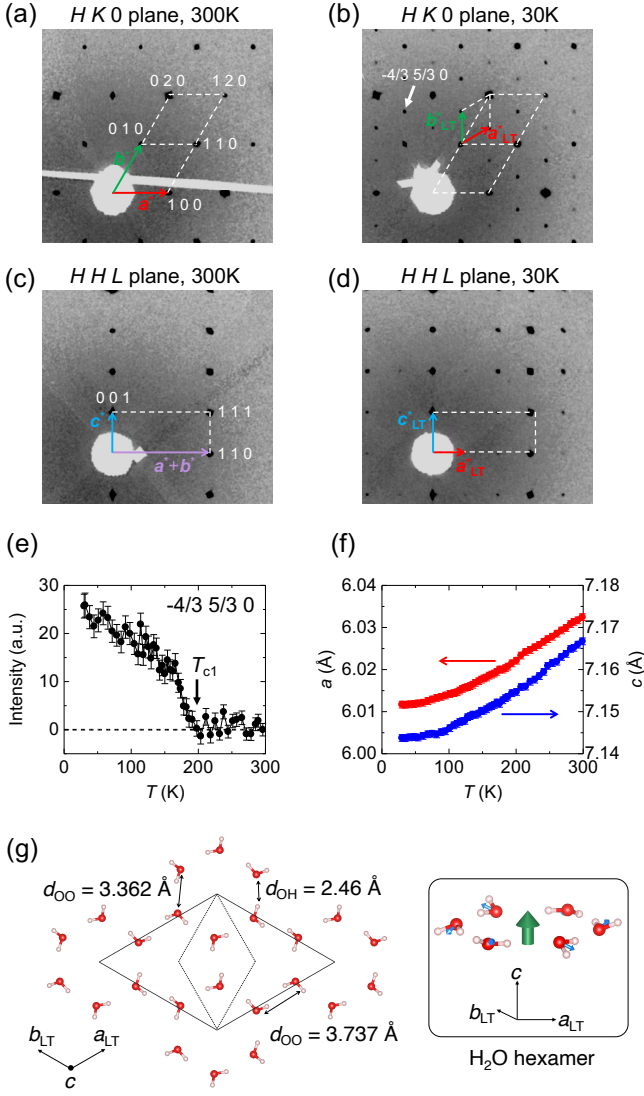 (a) H K 0 plane, 300K
0 2 0 1 2 0
0 1 0
b*
1 1 0
a*
1 0 0
(b) H K 0 plane, 30K
-4/3 5/3 0
b*LT
a*LT
(c) H H L plane, 300K
0 0 1
c*
1 1 1
a*+b*
1 1 0
(d) H H L plane, 30K
c*LT
a*LT
(e)
30
20
10
0
Intensity (a.u.)
-4/3 5/3 0
Tc1
0 100 200 300
T (K)
(f)
6.04
6.03
6.02
6.01
6.00
a (Å)
7.18
7.17
7.16
7.15
7.14
c (Å)
0 100 200 300
T (K)
(g)
dOO = 3.362 Å
dOH = 2.46 Å
dOO = 3.737 Å
bLT aLT
c
c
bLT aLT
H2O hexamer